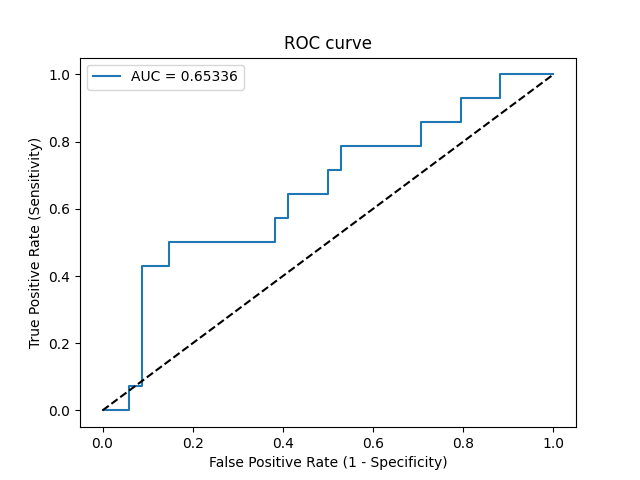 ROC curve
AUC = 0.65336
1.0
0.8
0.6
0.4
0.2
0.0
True Positive Rate (Sensitivity)
0.0 0.2 0.4 0.6 0.8 1.0
False Positive Rate (1 - Specificity)